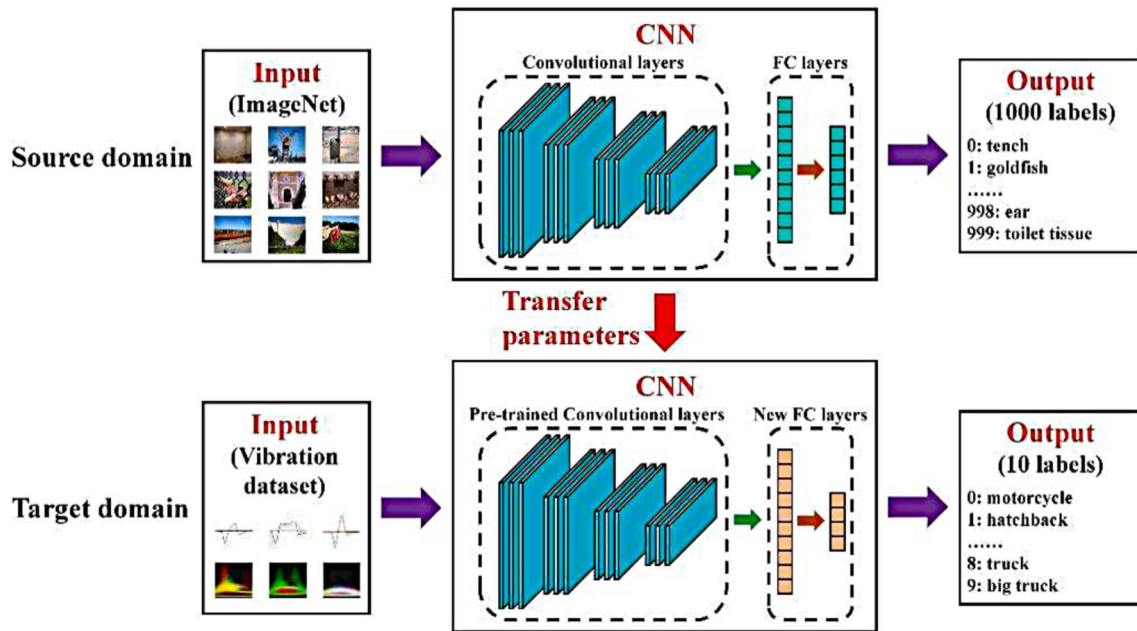 CNN
Input
(ImageNet)
Convolutional layers
FC layers
Output
(1000 labels)
Source domain
0: tench
1: goldfish
......
998: ear
999: toilet tissue
Transfer
parameters
CNN
Input
(Vibration
dataset)
Pre-trained Convolutional layers
New FC layers
Output
(10 labels)
Target domain
0: motorcycle
1: hatchback
......
8: truck
9: big truck